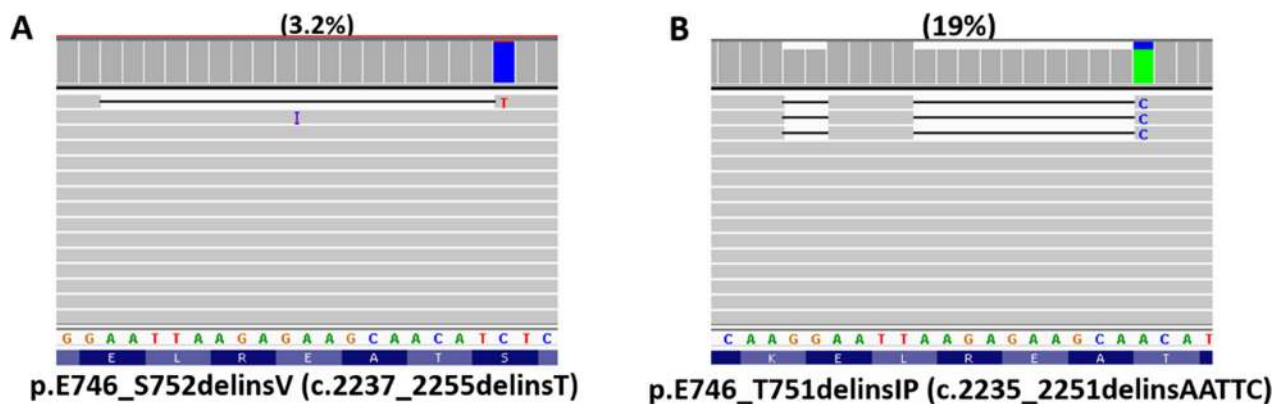 A (3.2%)
T
I
G G A A T T A A G A G A A G C A A C A T C T C
E L R E A T S
p.E746_S752delinsV (c.2237_2255delinsT)
B (19%)
C
C
C
C A A G G A A T T A A G A G A A G C A A C A T
K E L R E A T
p.E746_T751delinsIP (c.2235_2251delinsAATTC)